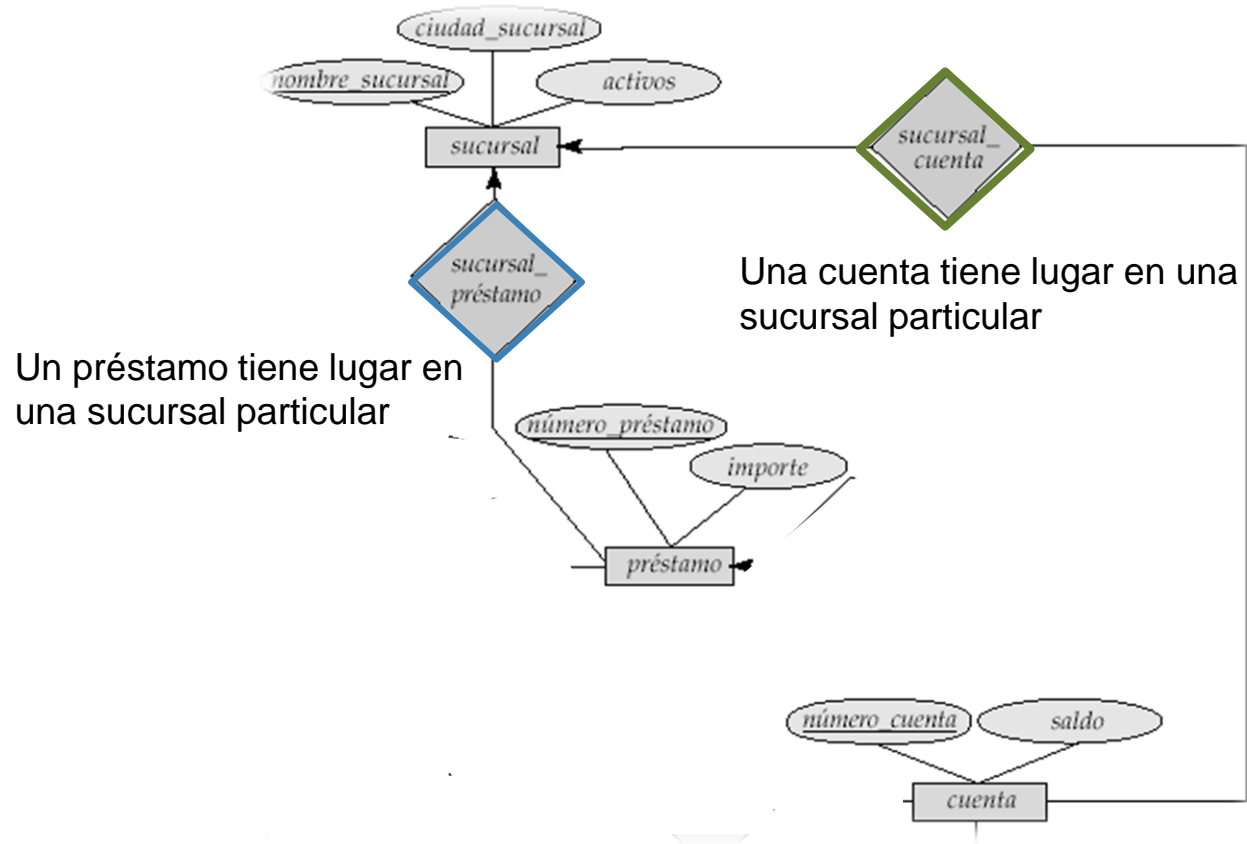 ciudad_sucursal
nombre_sucursal
activos
sucursal
sucursal_
cuenta
sucursal_
préstamo
Una cuenta tiene lugar en una
sucursal particular
Un préstamo tiene lugar en
una sucursal particular
número_préstamo
importe
préstamo
número_cuenta
saldo
cuenta